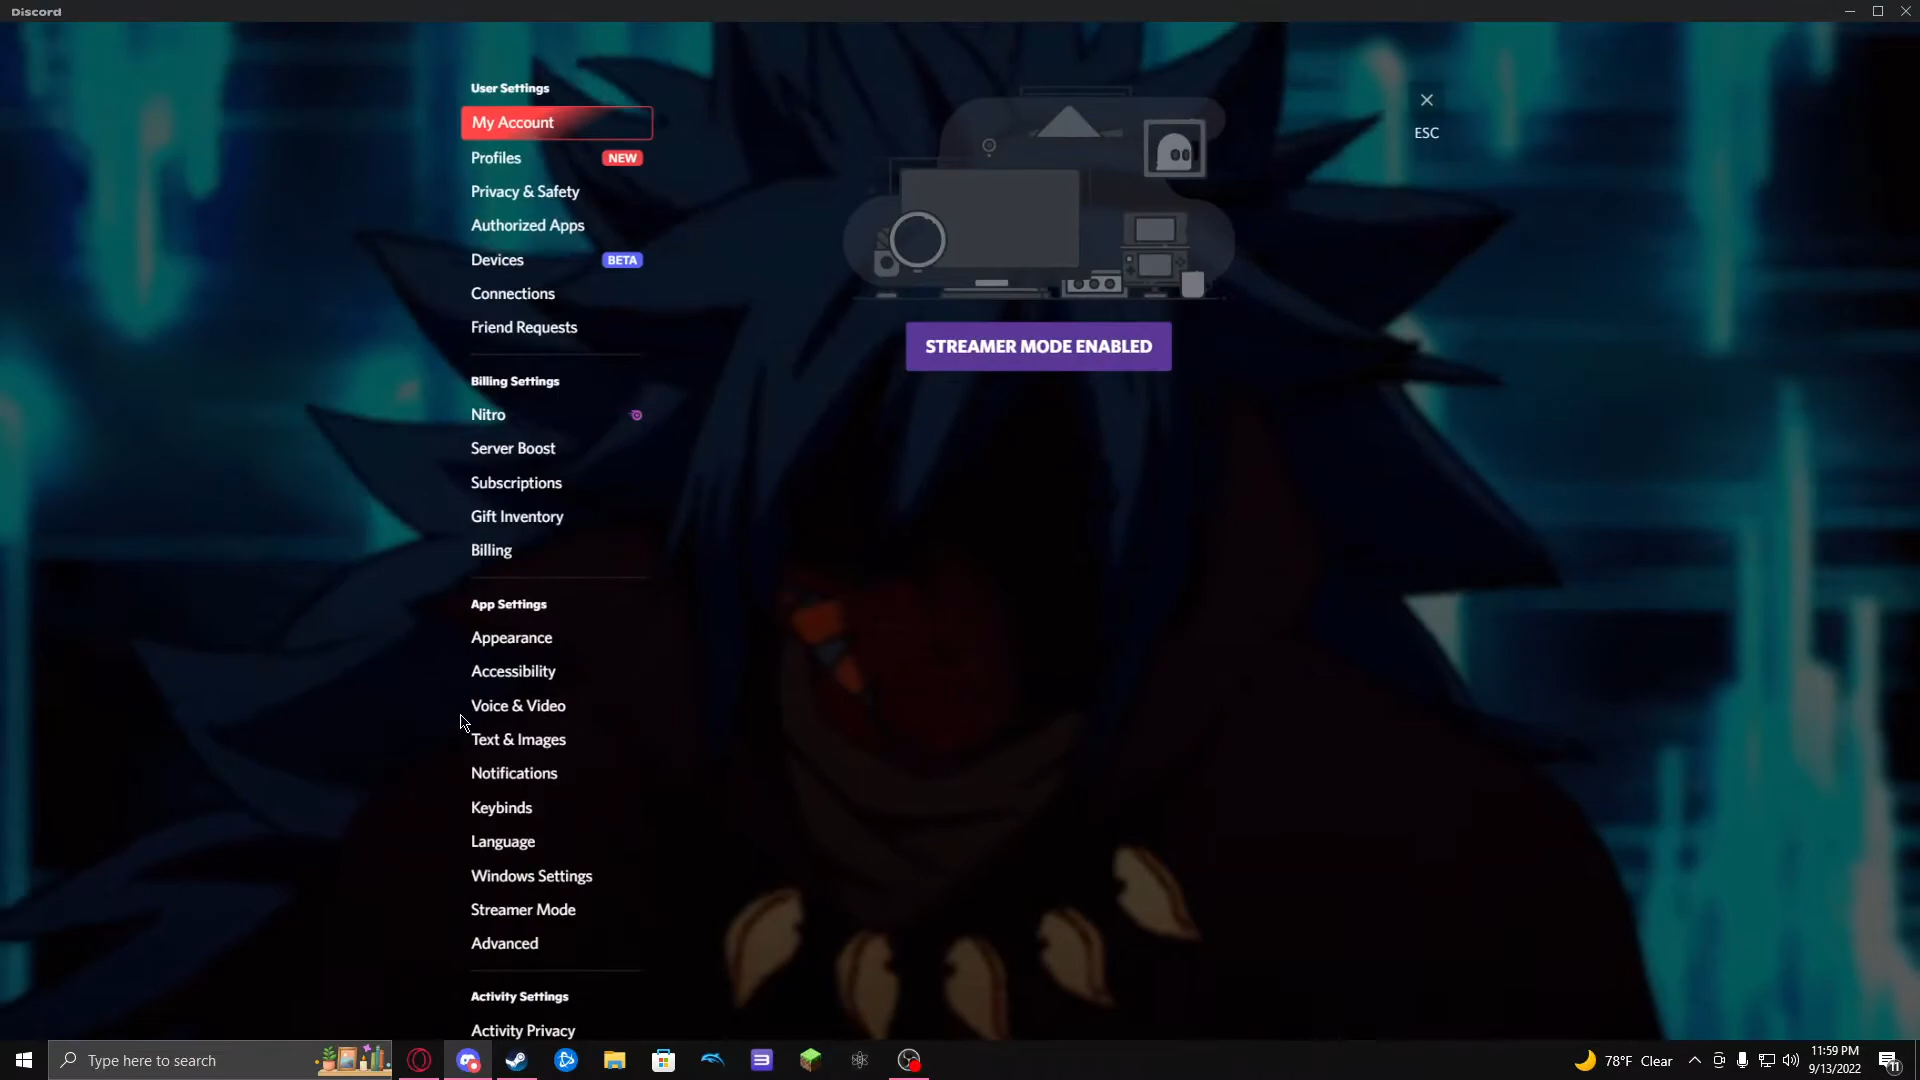 Discord
User Settings
My Account
Profiles NEW
Privacy & Safety
Authorized Apps
Devices BETA
Connections
Friend Requests
Billing Settings
Nitro
Server Boost
Subscriptions
Gift Inventory
Billing
App Settings
Appearance
Accessibility
Voice & Video
Text & Images
Notifications
Keybinds
Language
Windows Settings
Streamer Mode
Advanced
Activity Settings
Activity Privacy
STREAMER MODE ENABLED
ESC
Type here to search
78°F Clear
11:59 PM
9/13/2022
11